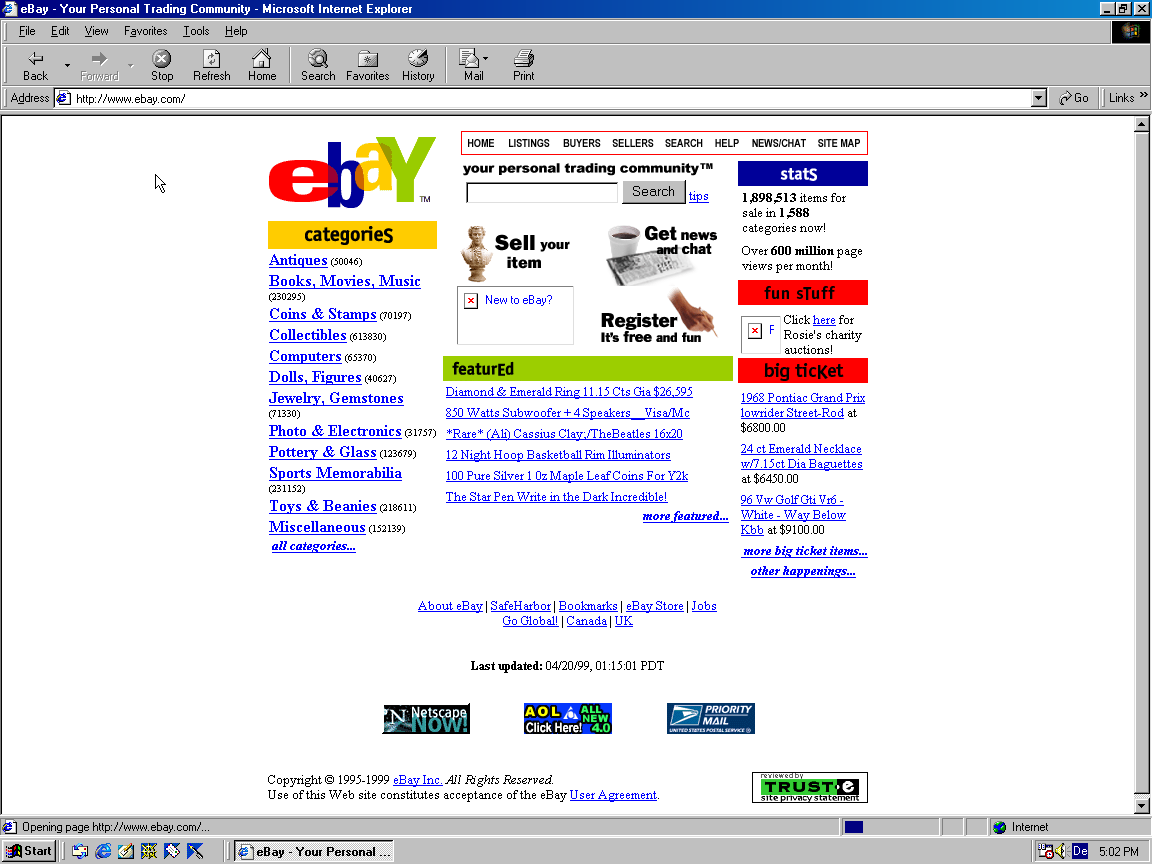 eBay - Your Personal Trading Community - Microsoft Internet Explorer
File Edit View Favorites Tools Help
Back Forward Stop Refresh Home Search Favorites History Mail Print
Address http://www.ebay.com/ Go Links »
ebaY™
HOME LISTINGS BUYERS SELLERS SEARCH HELP NEWS/CHAT SITE MAP
your personal trading community™
Search tips
categorieS
Antiques (50046)
Books, Movies, Music
(230295)
Coins & Stamps (70197)
Collectibles (613830)
Computers (65370)
Dolls, Figures (40627)
Jewelry, Gemstones
(71330)
Photo & Electronics (31757)
Pottery & Glass (123679)
Sports Memorabilia
(231152)
Toys & Beanies (218611)
Miscellaneous (152139)
all categories...
Sell your
item
Get news
and chat
New to eBay?
Register
It's free and fun
featurEd
Diamond & Emerald Ring 11.15 Cts Gia $26,595
850 Watts Subwoofer + 4 Speakers__Visa/Mc
*Rare* (Ali) Cassius Clay;/TheBeatles 16x20
12 Night Hoop Basketball Rim Illuminators
100 Pure Silver 1 0z Maple Leaf Coins For Y2k
The Star Pen Write in the Dark Incredible!
more featured...
statS
1,898,513 items for
sale in 1,588
categories now!
Over 600 million page
views per month!
fun sTuff
F
Click here for
Rosie's charity
auctions!
big ticKet
1968 Pontiac Grand Prix
lowrider Street-Rod at
$6800.00
24 ct Emerald Necklace
w/7.15ct Dia Baguettes
at $6450.00
96 Vw Golf Gti Vr6 -
White - Way Below
Kbb at $9100.00
more big ticket items...
other happenings...
About eBay | SafeHarbor | Bookmarks | eBay Store | Jobs
Go Global! | Canada | UK
Last updated: 04/20/99, 01:15:01 PDT
N Netscape
NOW!
AOL ALL
NEW
Click Here! 4.0
PRIORITY
MAIL
UNITED STATES POSTAL SERVICE
Copyright © 1995-1999 eBay Inc. All Rights Reserved.
Use of this Web site constitutes acceptance of the eBay User Agreement.
reviewed by
TRUSTe
site privacy statement
Opening page http://www.ebay.com/... Internet
Start eBay - Your Personal ... De 5:02 PM